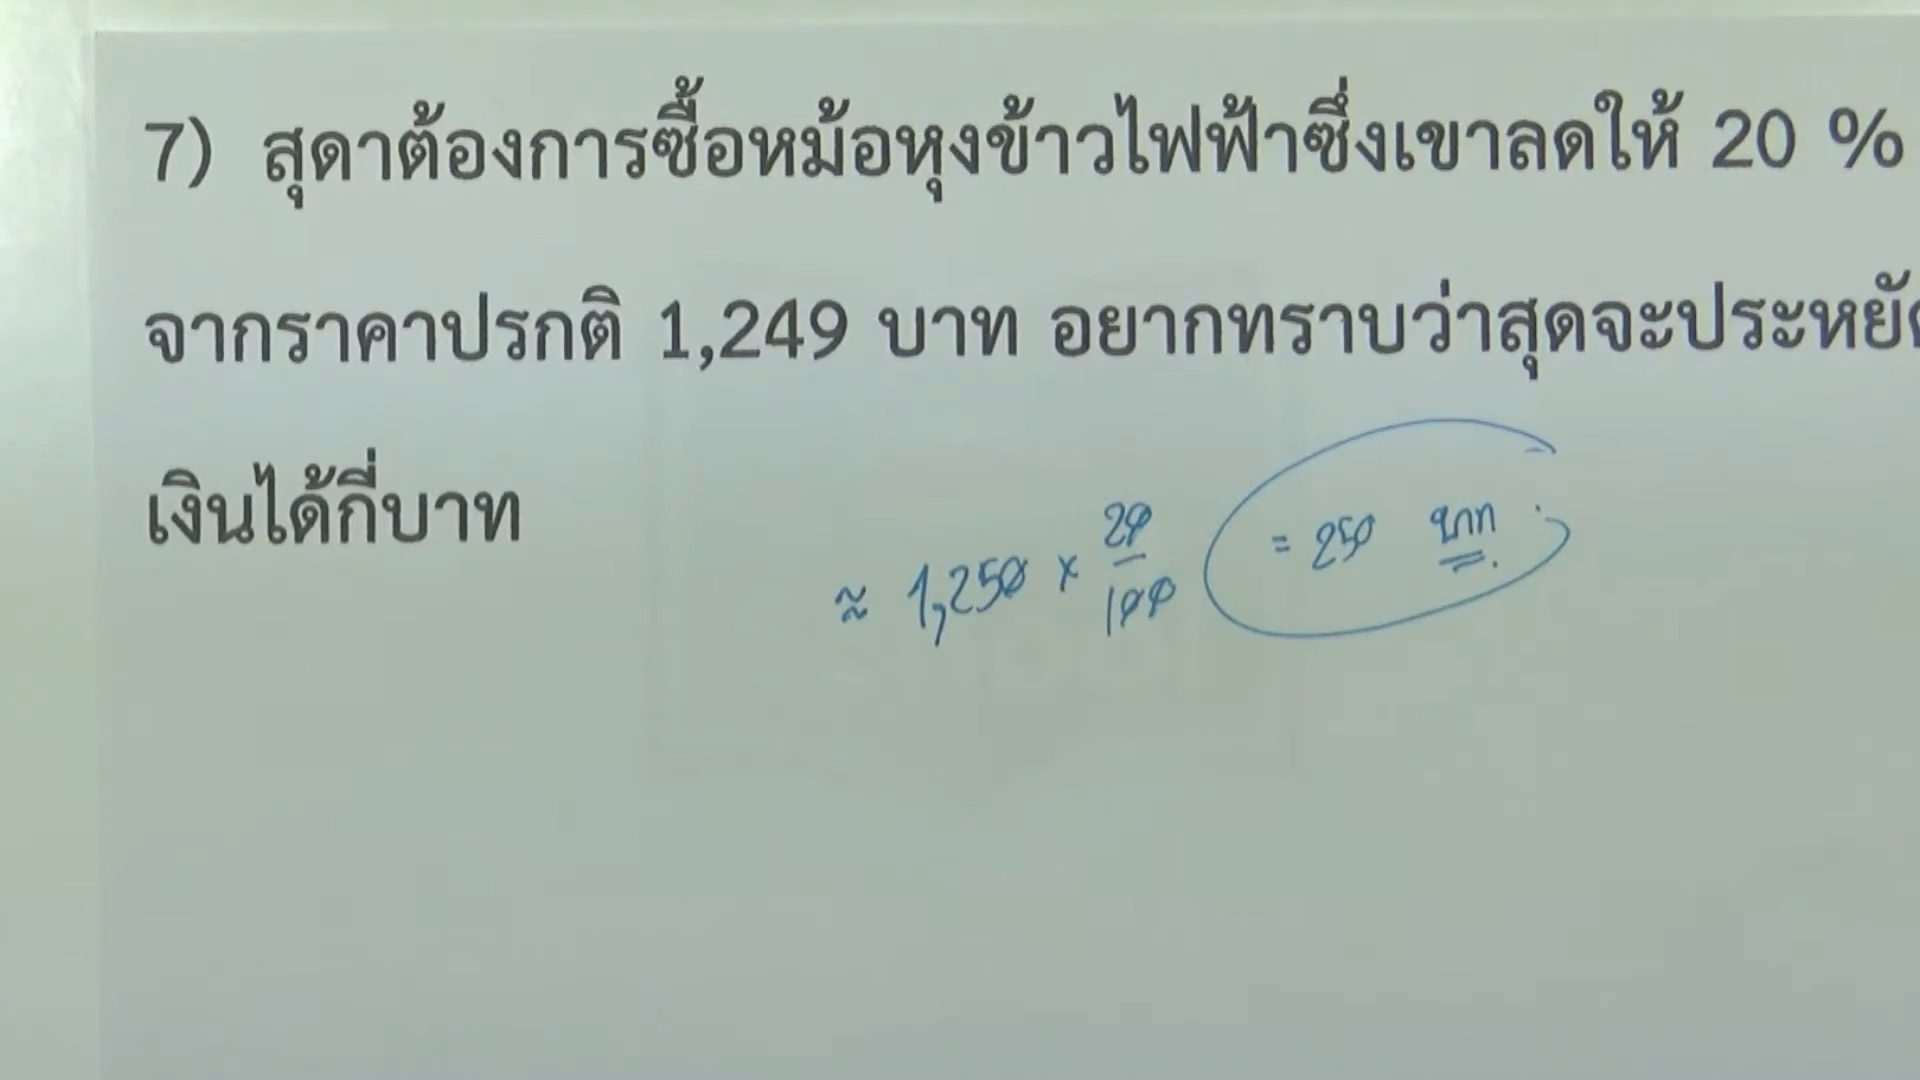 7) สุดาต้องการซื้อหม้อหุงข้าวไฟฟ้าซึ่งเขาลดให้ 20 %
จากราคาปรกติ 1,249 บาท อยากทราบว่าสุดจะประหยัด
เงินได้กี่บาท
≈ 1,250 × 20/100 = 250 บาท